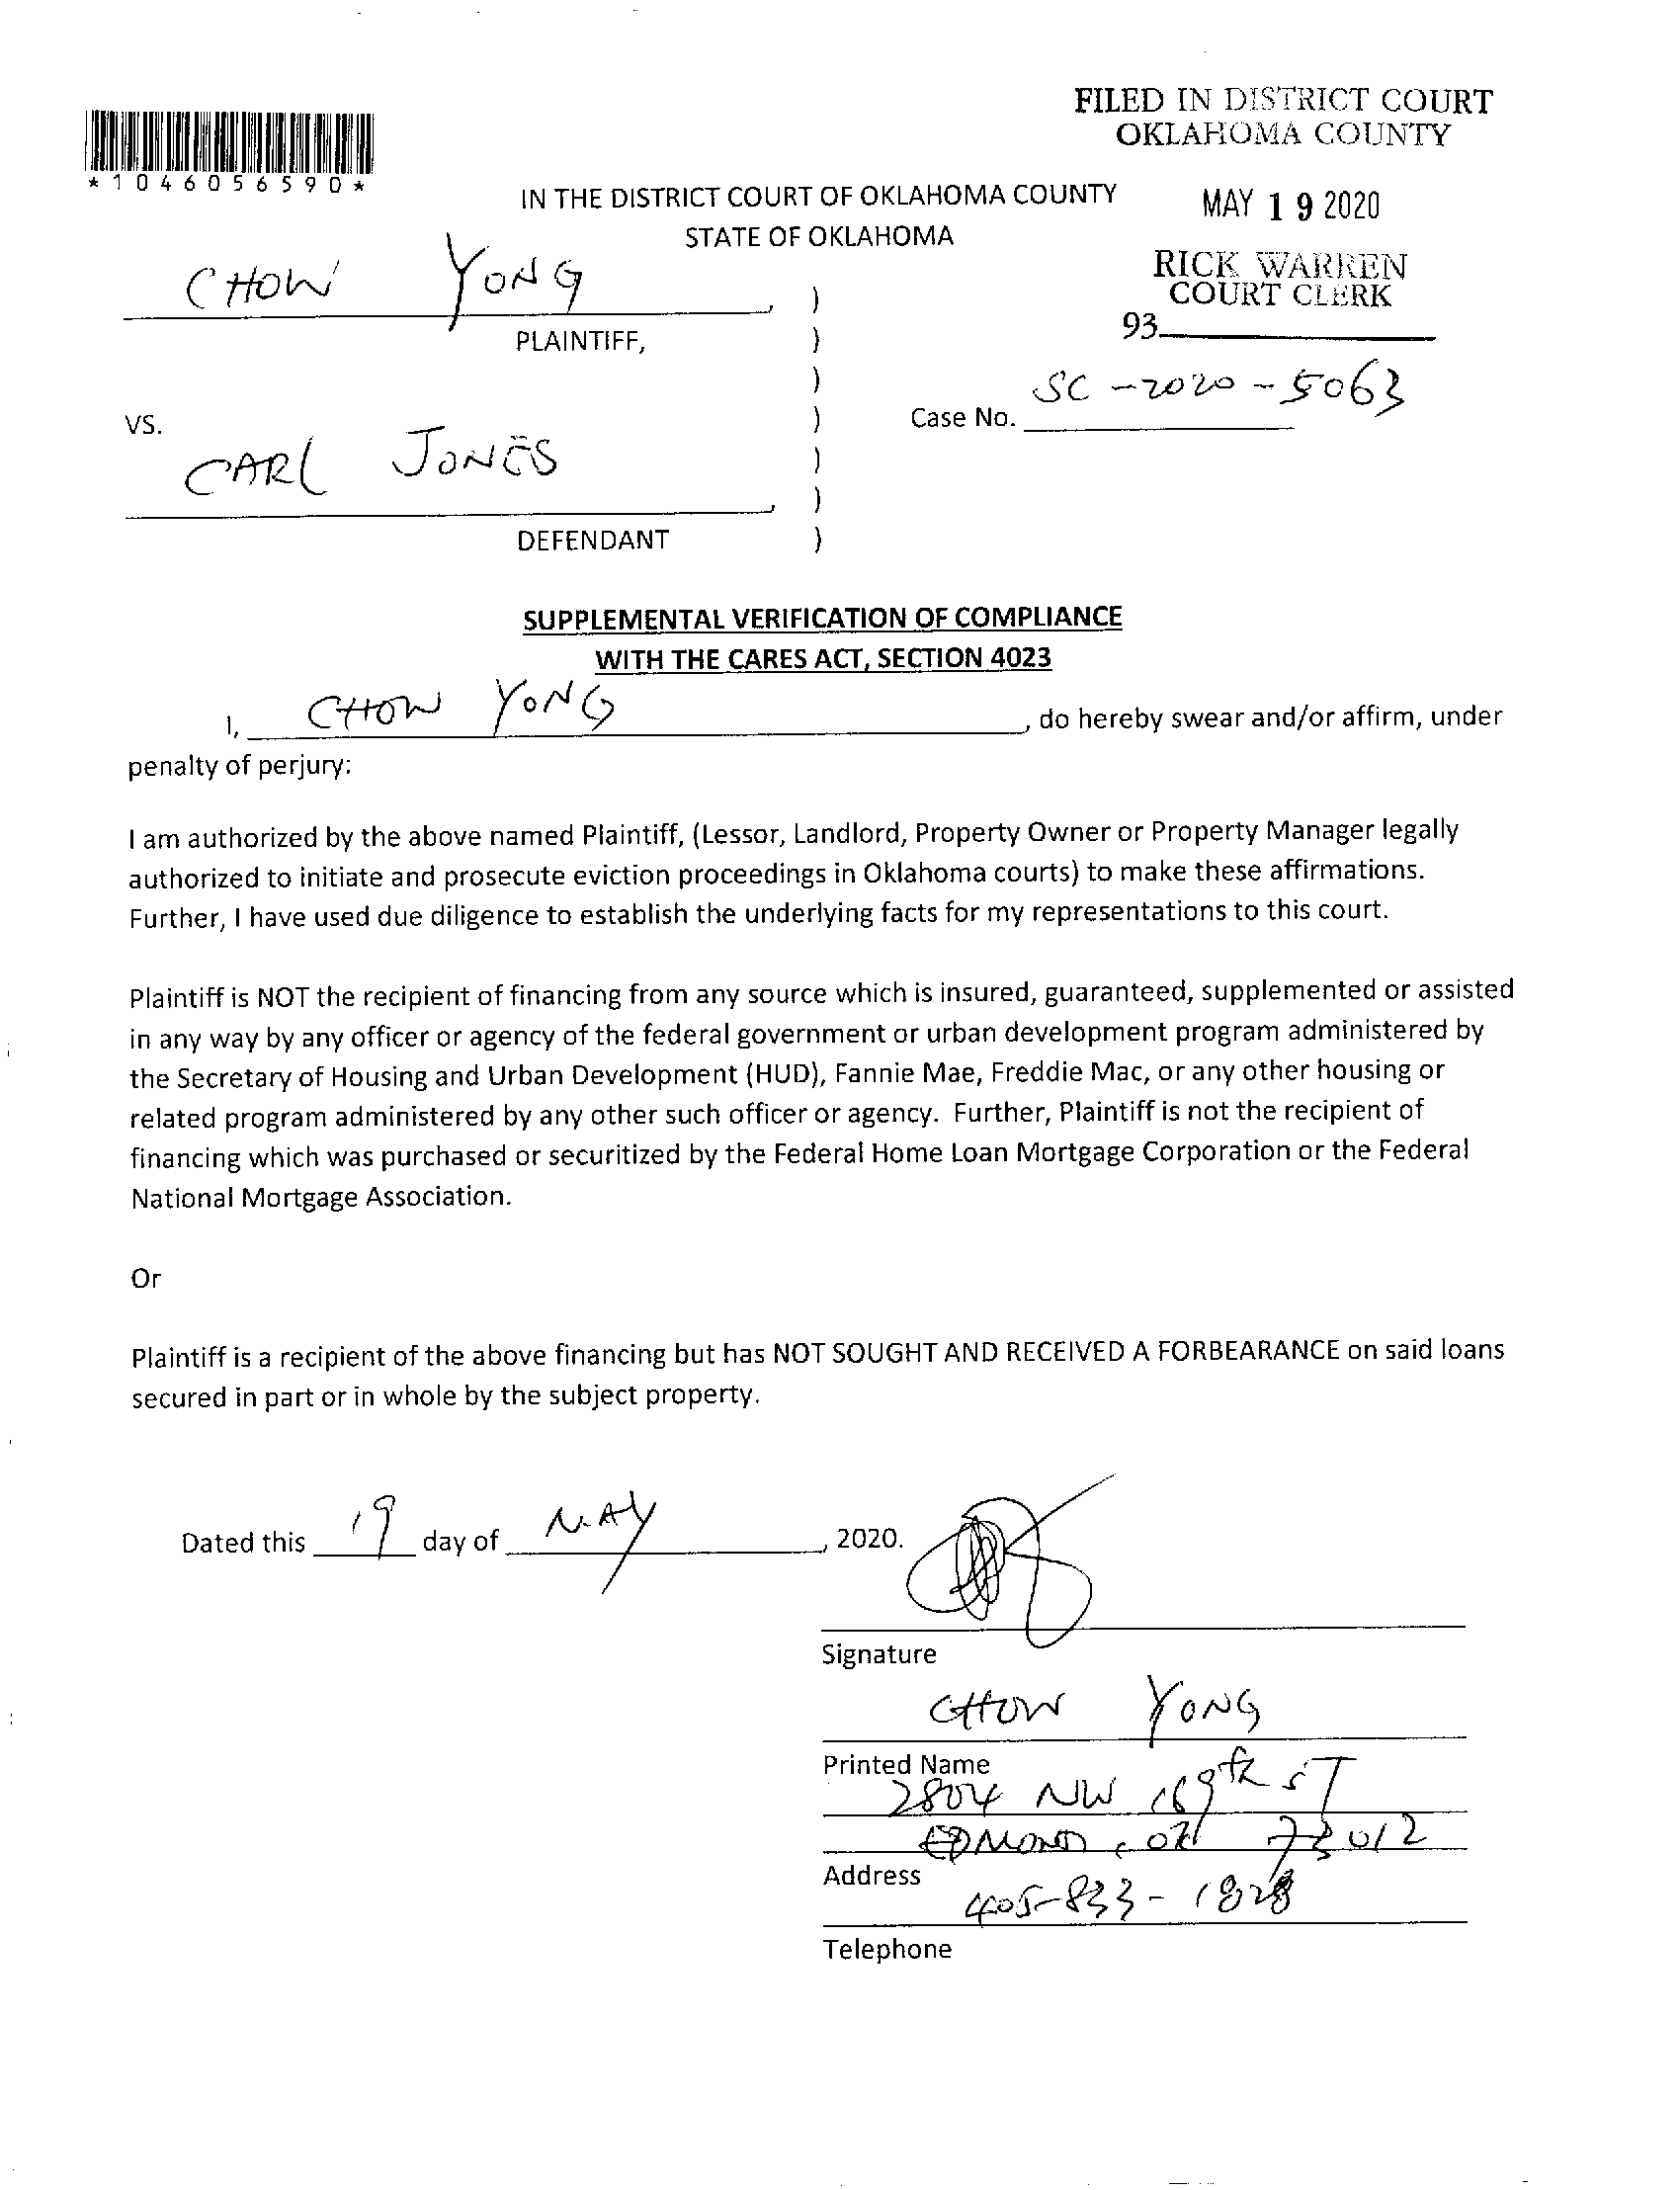 FILED IN DISTRICT COURT
OKLAHOMA COUNTY
*1046056590*
IN THE DISTRICT COURT OF OKLAHOMA COUNTY
MAY 19 2020
STATE OF OKLAHOMA
CHOW YONG,
)
RICK WARREN
COURT CLERK
PLAINTIFF,
)
93
)
SC-2020-5063
VS.
)
Case No.
CARL JONES,
)
)
DEFENDANT
)
SUPPLEMENTAL VERIFICATION OF COMPLIANCE
WITH THE CARES ACT, SECTION 4023
I, CHOW YONG, do hereby swear and/or affirm, under
penalty of perjury:
I am authorized by the above named Plaintiff, (Lessor, Landlord, Property Owner or Property Manager legally
authorized to initiate and prosecute eviction proceedings in Oklahoma courts) to make these affirmations.
Further, I have used due diligence to establish the underlying facts for my representations to this court.
Plaintiff is NOT the recipient of financing from any source which is insured, guaranteed, supplemented or assisted
in any way by any officer or agency of the federal government or urban development program administered by
the Secretary of Housing and Urban Development (HUD), Fannie Mae, Freddie Mac, or any other housing or
related program administered by any other such officer or agency. Further, Plaintiff is not the recipient of
financing which was purchased or securitized by the Federal Home Loan Mortgage Corporation or the Federal
National Mortgage Association.
Or
Plaintiff is a recipient of the above financing but has NOT SOUGHT AND RECEIVED A FORBEARANCE on said loans
secured in part or in whole by the subject property.
Dated this 19 day of MAY, 2020.
Signature
CHOW YONG
Printed Name
2804 NW 169th ST
EDMOND, OK 73012
Address
405-833-1828
Telephone